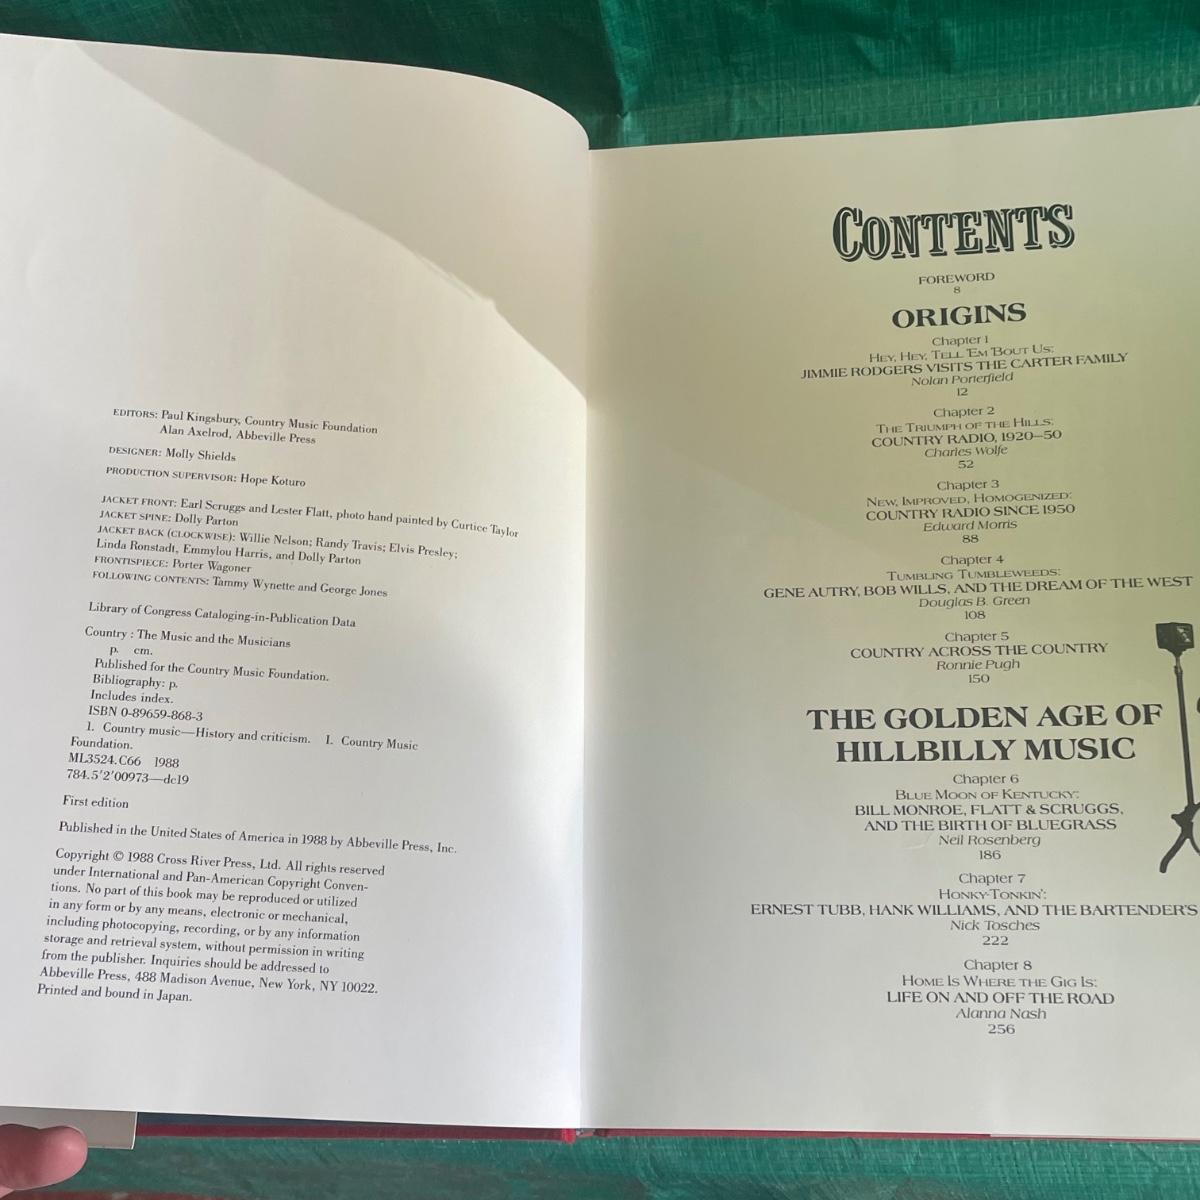 EDITORS: Paul Kingsbury, Country Music Foundation
Alan Axelrod, Abbeville Press
DESIGNER: Molly Shields
PRODUCTION SUPERVISOR: Hope Koturo
JACKET FRONT: Earl Scruggs and Lester Flatt, photo hand painted by Curtice Taylor
JACKET SPINE: Dolly Parton
JACKET BACK (CLOCKWISE): Willie Nelson; Randy Travis; Elvis Presley;
Linda Ronstadt, Emmylou Harris, and Dolly Parton
FRONTISPIECE: Porter Wagoner
FOLLOWING CONTENTS: Tammy Wynette and George Jones
Library of Congress Cataloging-in-Publication Data
Country : The Music and the Musicians
p. cm.
Published for the Country Music Foundation.
Bibliography: p.
Includes index.
ISBN 0-89659-868-3
1. Country music—History and criticism. I. Country Music
Foundation.
ML3524.C66 1988
784.5'2'00973—dc19
First edition
Published in the United States of America in 1988 by Abbeville Press, Inc.
Copyright © 1988 Cross River Press, Ltd. All rights reserved
under International and Pan-American Copyright Conven-
tions. No part of this book may be reproduced or utilized
in any form or by any means, electronic or mechanical,
including photocopying, recording, or by any information
storage and retrieval system, without permission in writing
from the publisher. Inquiries should be addressed to
Abbeville Press, 488 Madison Avenue, New York, NY 10022.
Printed and bound in Japan.
CONTENTS
FOREWORD
8
ORIGINS
Chapter 1
HEY, HEY, TELL 'EM 'BOUT US:
JIMMIE RODGERS VISITS THE CARTER FAMILY
Nolan Porterfield
12
Chapter 2
THE TRIUMPH OF THE HILLS:
COUNTRY RADIO, 1920–50
Charles Wolfe
52
Chapter 3
NEW, IMPROVED, HOMOGENIZED:
COUNTRY RADIO SINCE 1950
Edward Morris
88
Chapter 4
TUMBLING TUMBLEWEEDS:
GENE AUTRY, BOB WILLS, AND THE DREAM OF THE WEST
Douglas B. Green
108
Chapter 5
COUNTRY ACROSS THE COUNTRY
Ronnie Pugh
150
THE GOLDEN AGE OF
HILLBILLY MUSIC
Chapter 6
BLUE MOON OF KENTUCKY:
BILL MONROE, FLATT & SCRUGGS,
AND THE BIRTH OF BLUEGRASS
Neil Rosenberg
186
Chapter 7
HONKY-TONKIN':
ERNEST TUBB, HANK WILLIAMS, AND THE BARTENDER'S
Nick Tosches
222
Chapter 8
HOME IS WHERE THE GIG IS:
LIFE ON AND OFF THE ROAD
Alanna Nash
256